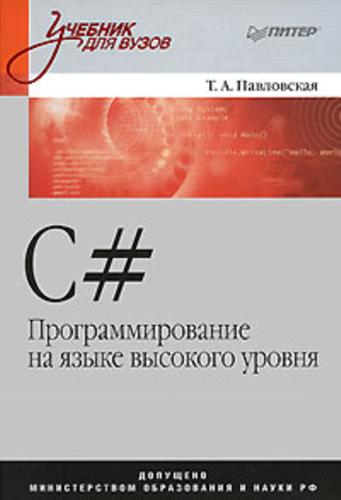 Учебник
для вузов
ПИТЕР
Т. А. Павловская
C#
Программирование
на языке высокого уровня
ДОПУЩЕНО
МИНИСТЕРСТВОМ ОБРАЗОВАНИЯ И НАУКИ РФ